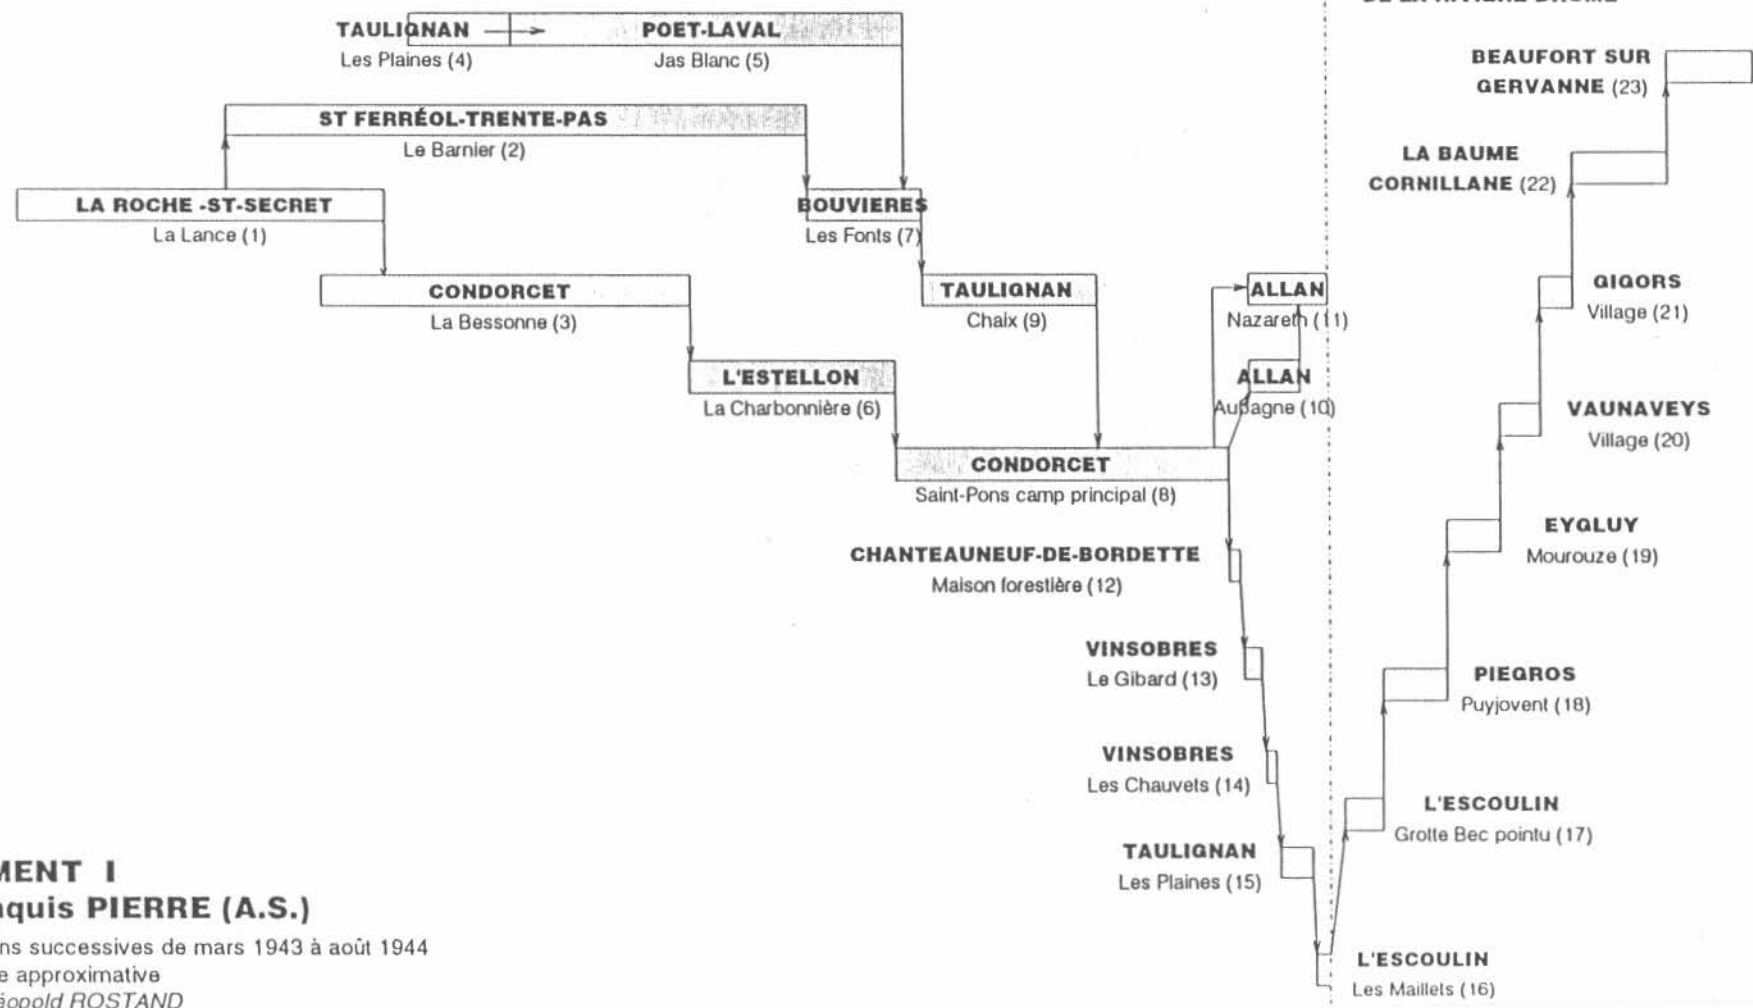 TAULIGNAN
Les Plaines (4)
POET-LAVAL
Jas Blanc (5)
ST FERRÉOL-TRENTE-PAS
Le Barnier (2)
LA ROCHE -ST-SECRET
La Lance (1)
BOUVIERES
Les Fonts (7)
CONDORCET
La Bessonne (3)
TAULIGNAN
Chaix (9)
ALLAN
Nazareth (11)
L'ESTELLON
La Charbonnière (6)
ALLAN
Aubagne (10)
CONDORCET
Saint-Pons camp principal (8)
CHANTEAUNEUF-DE-BORDETTE
Maison forestière (12)
VINSOBRES
Le Gibard (13)
VINSOBRES
Les Chauvets (14)
TAULIGNAN
Les Plaines (15)
L'ESCOULIN
Les Maillets (16)
L'ESCOULIN
Grotte Bec pointu (17)
PIEGROS
Puyjovent (18)
EYGLUY
Mourouze (19)
VAUNAVEYS
Village (20)
GIGORS
Village (21)
LA BAUME
CORNILLANE (22)
BEAUFORT SUR
GERVANNE (23)
MENT I
quis PIERRE (A.S.)
ns successives de mars 1943 à août 1944
e approximative
éopold ROSTAND